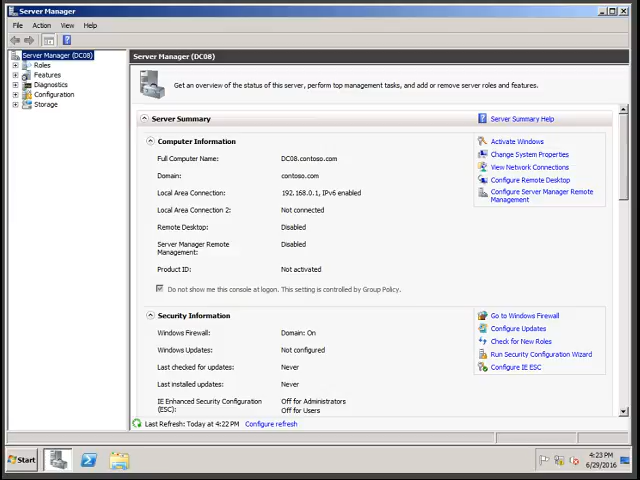 Server Manager
File Action View Help
Server Manager (DC08)
Roles
Features
Diagnostics
Configuration
Storage
Server Manager (DC08)
Get an overview of the status of this server, perform top management tasks, and add or remove server roles and features.
Server Summary
Server Summary Help
Computer Information
Full Computer Name: DC08.contoso.com
Domain: contoso.com
Local Area Connection: 192.168.0.1, IPv6 enabled
Local Area Connection 2: Not connected
Remote Desktop: Disabled
Server Manager Remote Management: Disabled
Product ID: Not activated
Do not show me this console at logon. This setting is controlled by Group Policy.
Activate Windows
Change System Properties
View Network Connections
Configure Remote Desktop
Configure Server Manager Remote
Management
Security Information
Windows Firewall: Domain: On
Windows Updates: Not configured
Last checked for updates: Never
Last installed updates: Never
IE Enhanced Security Configuration (ESC): Off for Administrators
Off for Users
Go to Windows Firewall
Configure Updates
Check for New Roles
Run Security Configuration Wizard
Configure IE ESC
Last Refresh: Today at 4:22 PM Configure refresh
Start
4:23 PM
6/29/2016